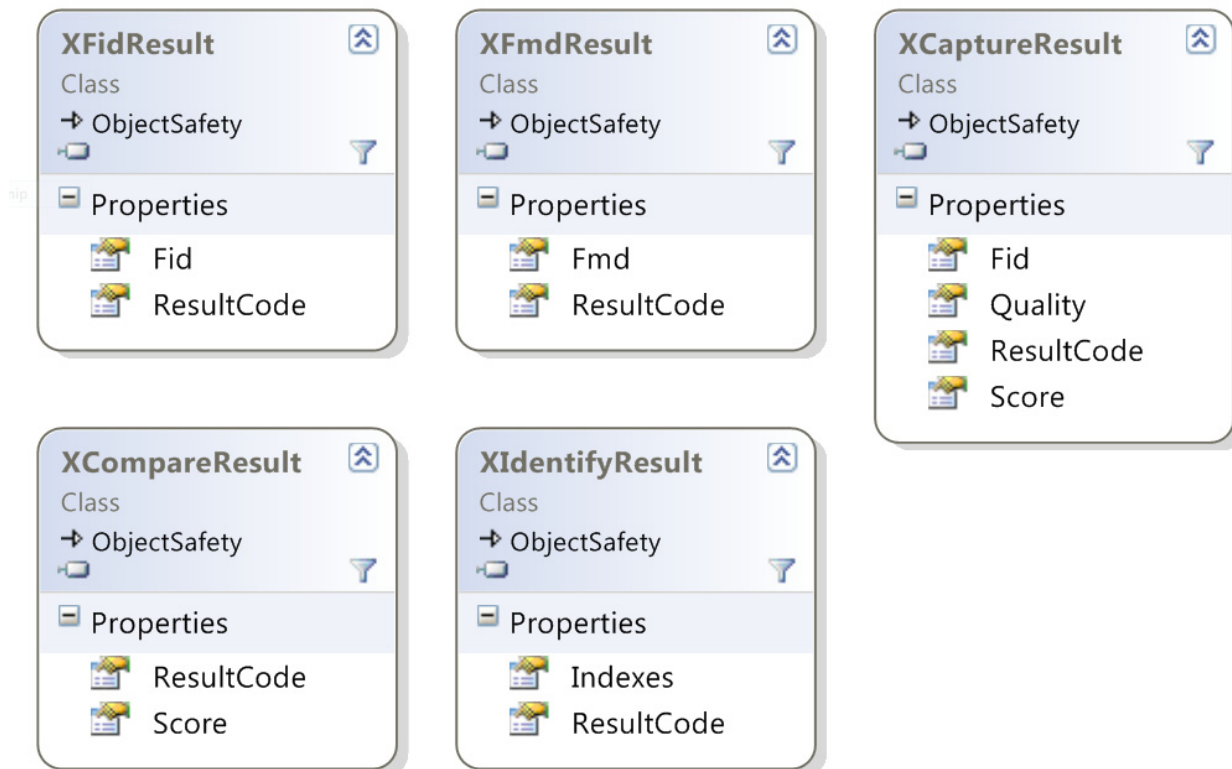 XFidResult
Class
ObjectSafety
Properties
Fid
ResultCode
XFmdResult
Class
ObjectSafety
Properties
Fmd
ResultCode
XCaptureResult
Class
ObjectSafety
Properties
Fid
Quality
ResultCode
Score
XCompareResult
Class
ObjectSafety
Properties
ResultCode
Score
XIdentifyResult
Class
ObjectSafety
Properties
Indexes
ResultCode